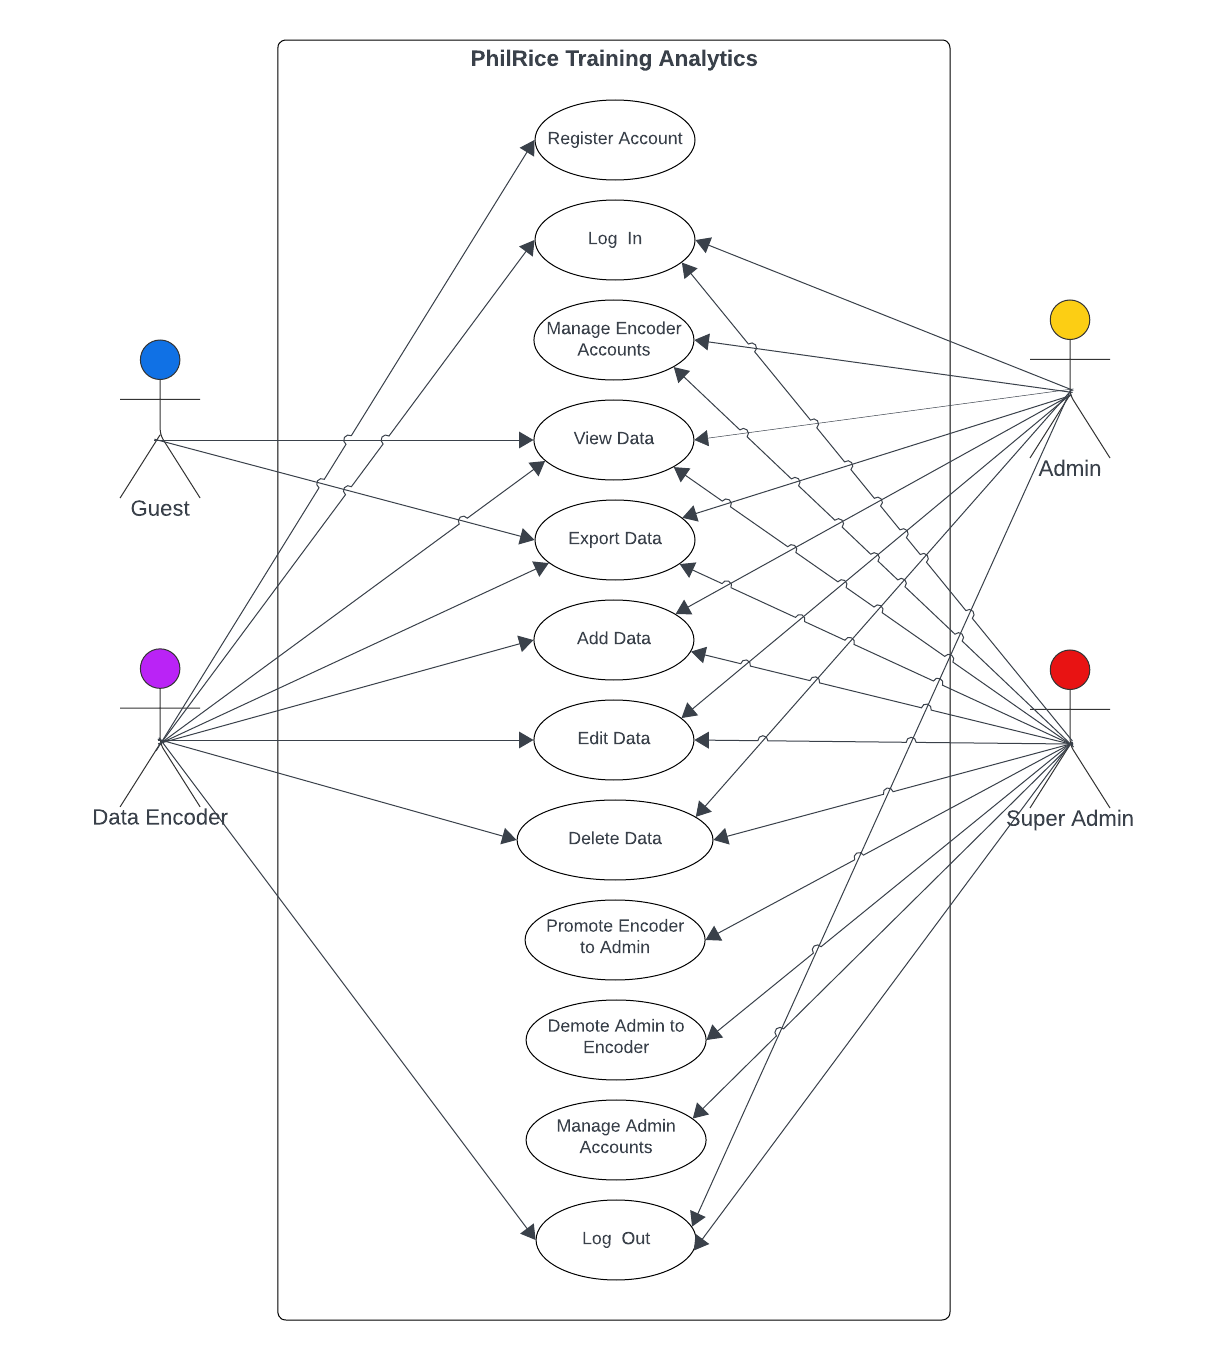 PhilRice Training Analytics
Register Account
Log In
Manage Encoder
Accounts
View Data
Export Data
Add Data
Edit Data
Delete Data
Promote Encoder
to Admin
Demote Admin to
Encoder
Manage Admin
Accounts
Log Out
Guest
Data Encoder
Admin
Super Admin